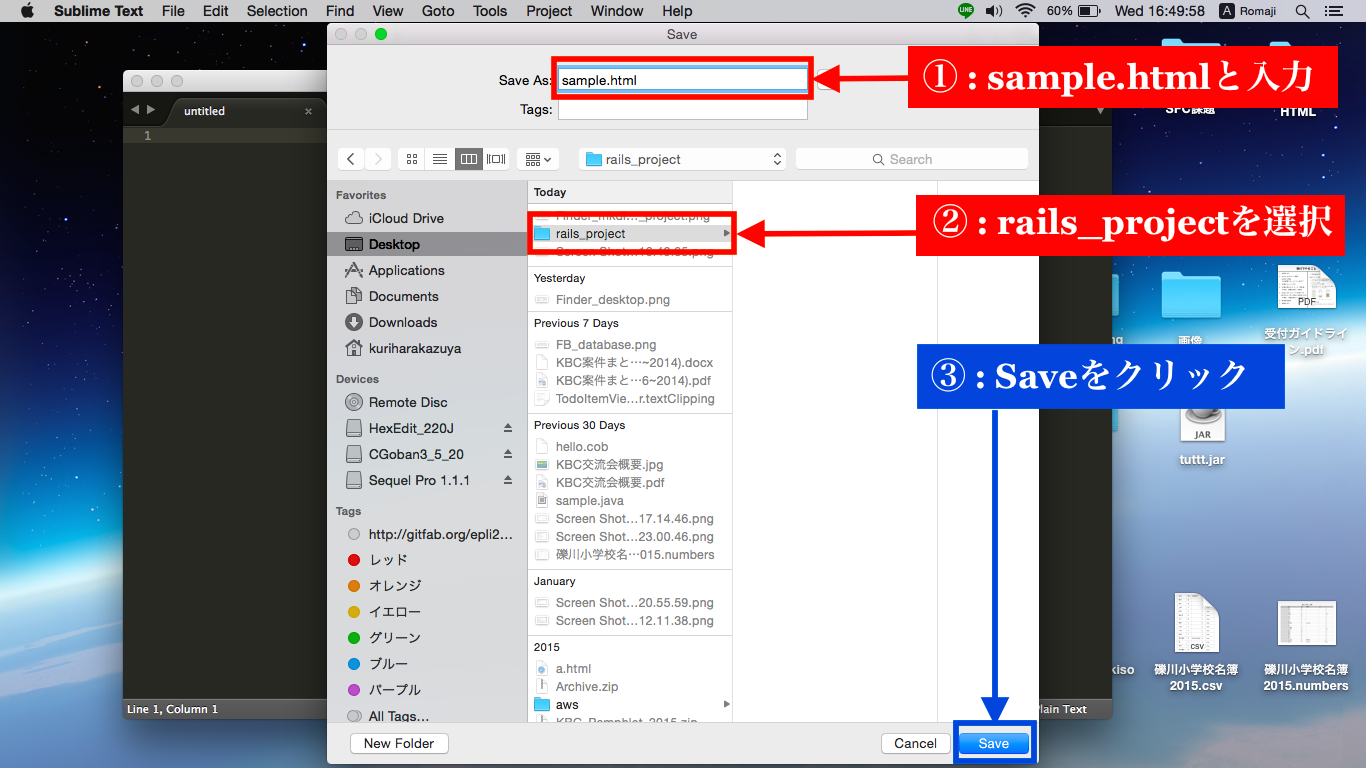 Sublime Text File Edit Selection Find View Goto Tools Project Window Help LINE 60% Wed 16:49:58 A Romaji
Save
Save As: sample.html
① : sample.htmlと入力
Tags:
untitled
1
SFC課題
HTML
rails_project
Search
Favorites
iCloud Drive
Desktop
Applications
Documents
Downloads
kuriharakazuya
Devices
Remote Disc
HexEdit_220J
CGoban3_5_20
Sequel Pro 1.1.1
Tags
http://gitfab.org/epli2...
レッド
オレンジ
イエロー
グリーン
ブルー
パープル
All Tags...
Today
Finder_mkdi..._project.png
rails_project
② : rails_projectを選択
Yesterday
Finder_desktop.png
Previous 7 Days
FB_database.png
KBC案件まと…~2014).docx
KBC案件まと…6~2014).pdf
TodoItemVie…r.textClipping
Previous 30 Days
hello.cob
KBC交流会概要.jpg
KBC交流会概要.pdf
sample.java
Screen Shot...17.14.46.png
Screen Shot...23.00.46.png
礫川小学校名…015.numbers
January
Screen Shot...20.55.59.png
Screen Shot...12.11.38.png
2015
a.html
Archive.zip
aws
KBC_Pamphlet_2015.zip
PDF
画像
受付ガイドライ
ン.pdf
③ : Saveをクリック
JAR
tuttt.jar
CSV
kiso
礫川小学校名簿
2015.csv
礫川小学校名簿
2015.numbers
Line 1, Column 1
Plain Text
New Folder
Cancel
Save